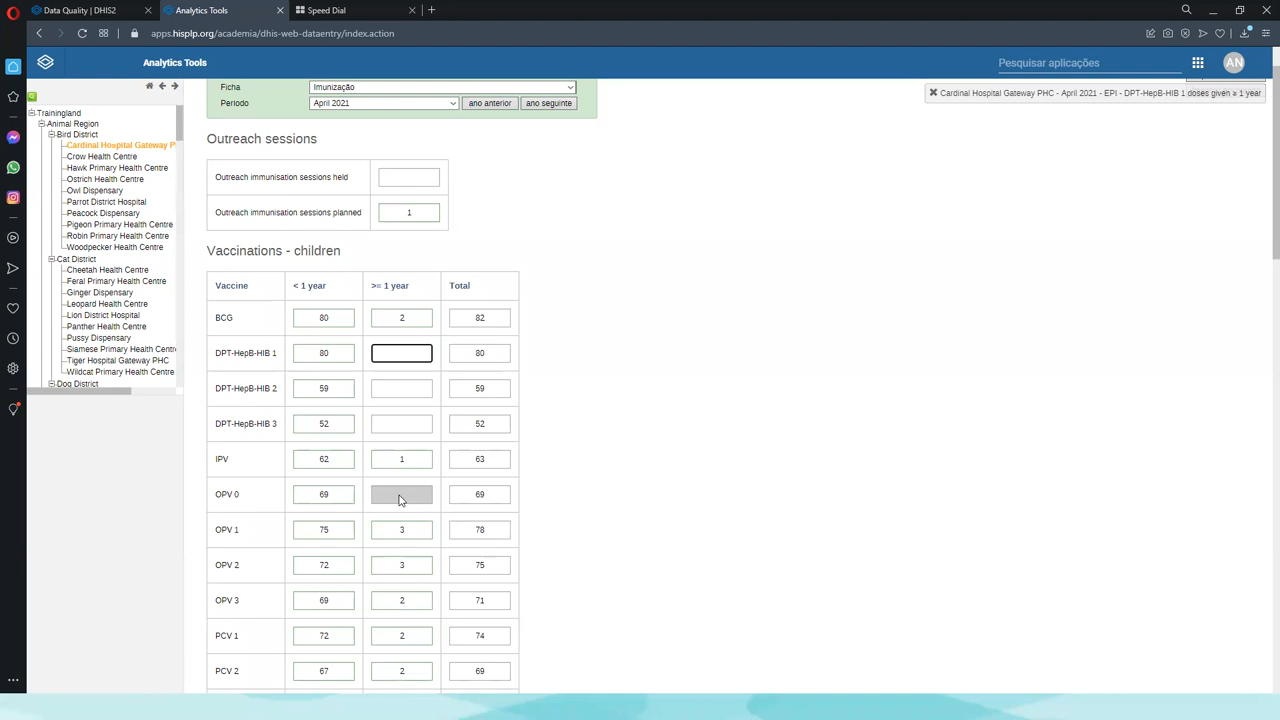 Data Quality | DHIS2
Analytics Tools
Speed Dial
apps.hisplp.org/academia/dhis-web-dataentry/index.action
Analytics Tools
Pesquisar aplicações
AN
Ficha
Imunização
Periodo
April 2021
ano anterior
ano seguinte
Cardinal Hospital Gateway PHC - April 2021 - EPI - DPT-HepB-HIB 1 doses given ≥ 1 year
Trainingland
Animal Region
Bird District
Cardinal Hospital Gateway P
Crow Health Centre
Hawk Primary Health Centre
Ostrich Health Centre
Owl Dispensary
Parrot District Hospital
Peacock Dispensary
Pigeon Primary Health Centre
Robin Primary Health Centre
Woodpecker Health Centre
Cat District
Cheetah Health Centre
Feral Primary Health Centre
Ginger Dispensary
Leopard Health Centre
Lion District Hospital
Panther Health Centre
Pussy Dispensary
Siamese Primary Health Centre
Tiger Hospital Gateway PHC
Wildcat Primary Health Centre
Dog District
Outreach sessions
Outreach immunisation sessions held
Outreach immunisation sessions planned 1
Vaccinations - children
Vaccine < 1 year >= 1 year Total
BCG 80 2 82
DPT-HepB-HIB 1 80 80
DPT-HepB-HIB 2 59 59
DPT-HepB-HIB 3 52 52
IPV 62 1 63
OPV 0 69 69
OPV 1 75 3 78
OPV 2 72 3 75
OPV 3 69 2 71
PCV 1 72 2 74
PCV 2 67 2 69